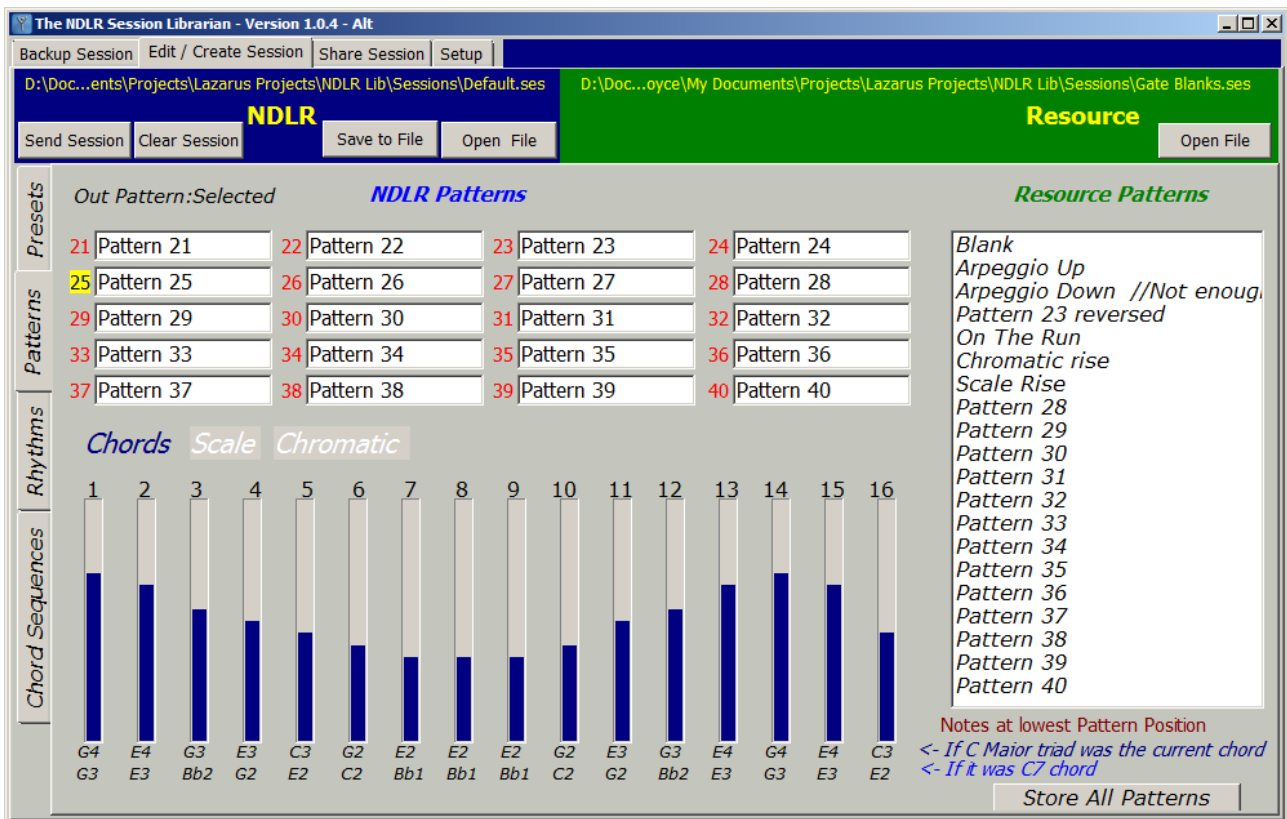 The NDLR Session Librarian - Version 1.0.4 - Alt
Backup Session Edit / Create Session Share Session Setup
D:\Doc...ents\Projects\Lazarus Projects\NDLR Lib\Sessions\Default.ses D:\Doc...oyce\My Documents\Projects\Lazarus Projects\NDLR Lib\Sessions\Gate Blanks.ses
NDLR Resource
Send Session Clear Session Save to File Open File Open File
Presets
Patterns
Rhythms
Chord Sequences
Out Pattern:Selected NDLR Patterns
21 Pattern 21 22 Pattern 22 23 Pattern 23 24 Pattern 24
25 Pattern 25 26 Pattern 26 27 Pattern 27 28 Pattern 28
29 Pattern 29 30 Pattern 30 31 Pattern 31 32 Pattern 32
33 Pattern 33 34 Pattern 34 35 Pattern 35 36 Pattern 36
37 Pattern 37 38 Pattern 38 39 Pattern 39 40 Pattern 40
Chords Scale Chromatic
1 2 3 4 5 6 7 8 9 10 11 12 13 14 15 16
G4 E4 G3 E3 C3 G2 E2 E2 E2 G2 E3 G3 E4 G4 E4 C3
G3 E3 Bb2 G2 E2 C2 Bb1 Bb1 Bb1 C2 G2 Bb2 E3 G3 E3 E2
Resource Patterns
Blank
Arpeggio Up
Arpeggio Down //Not enoug
Pattern 23 reversed
On The Run
Chromatic rise
Scale Rise
Pattern 28
Pattern 29
Pattern 30
Pattern 31
Pattern 32
Pattern 33
Pattern 34
Pattern 35
Pattern 36
Pattern 37
Pattern 38
Pattern 39
Pattern 40
Notes at lowest Pattern Position
<- If C Maior triad was the current chord
<- If it was C7 chord
Store All Patterns